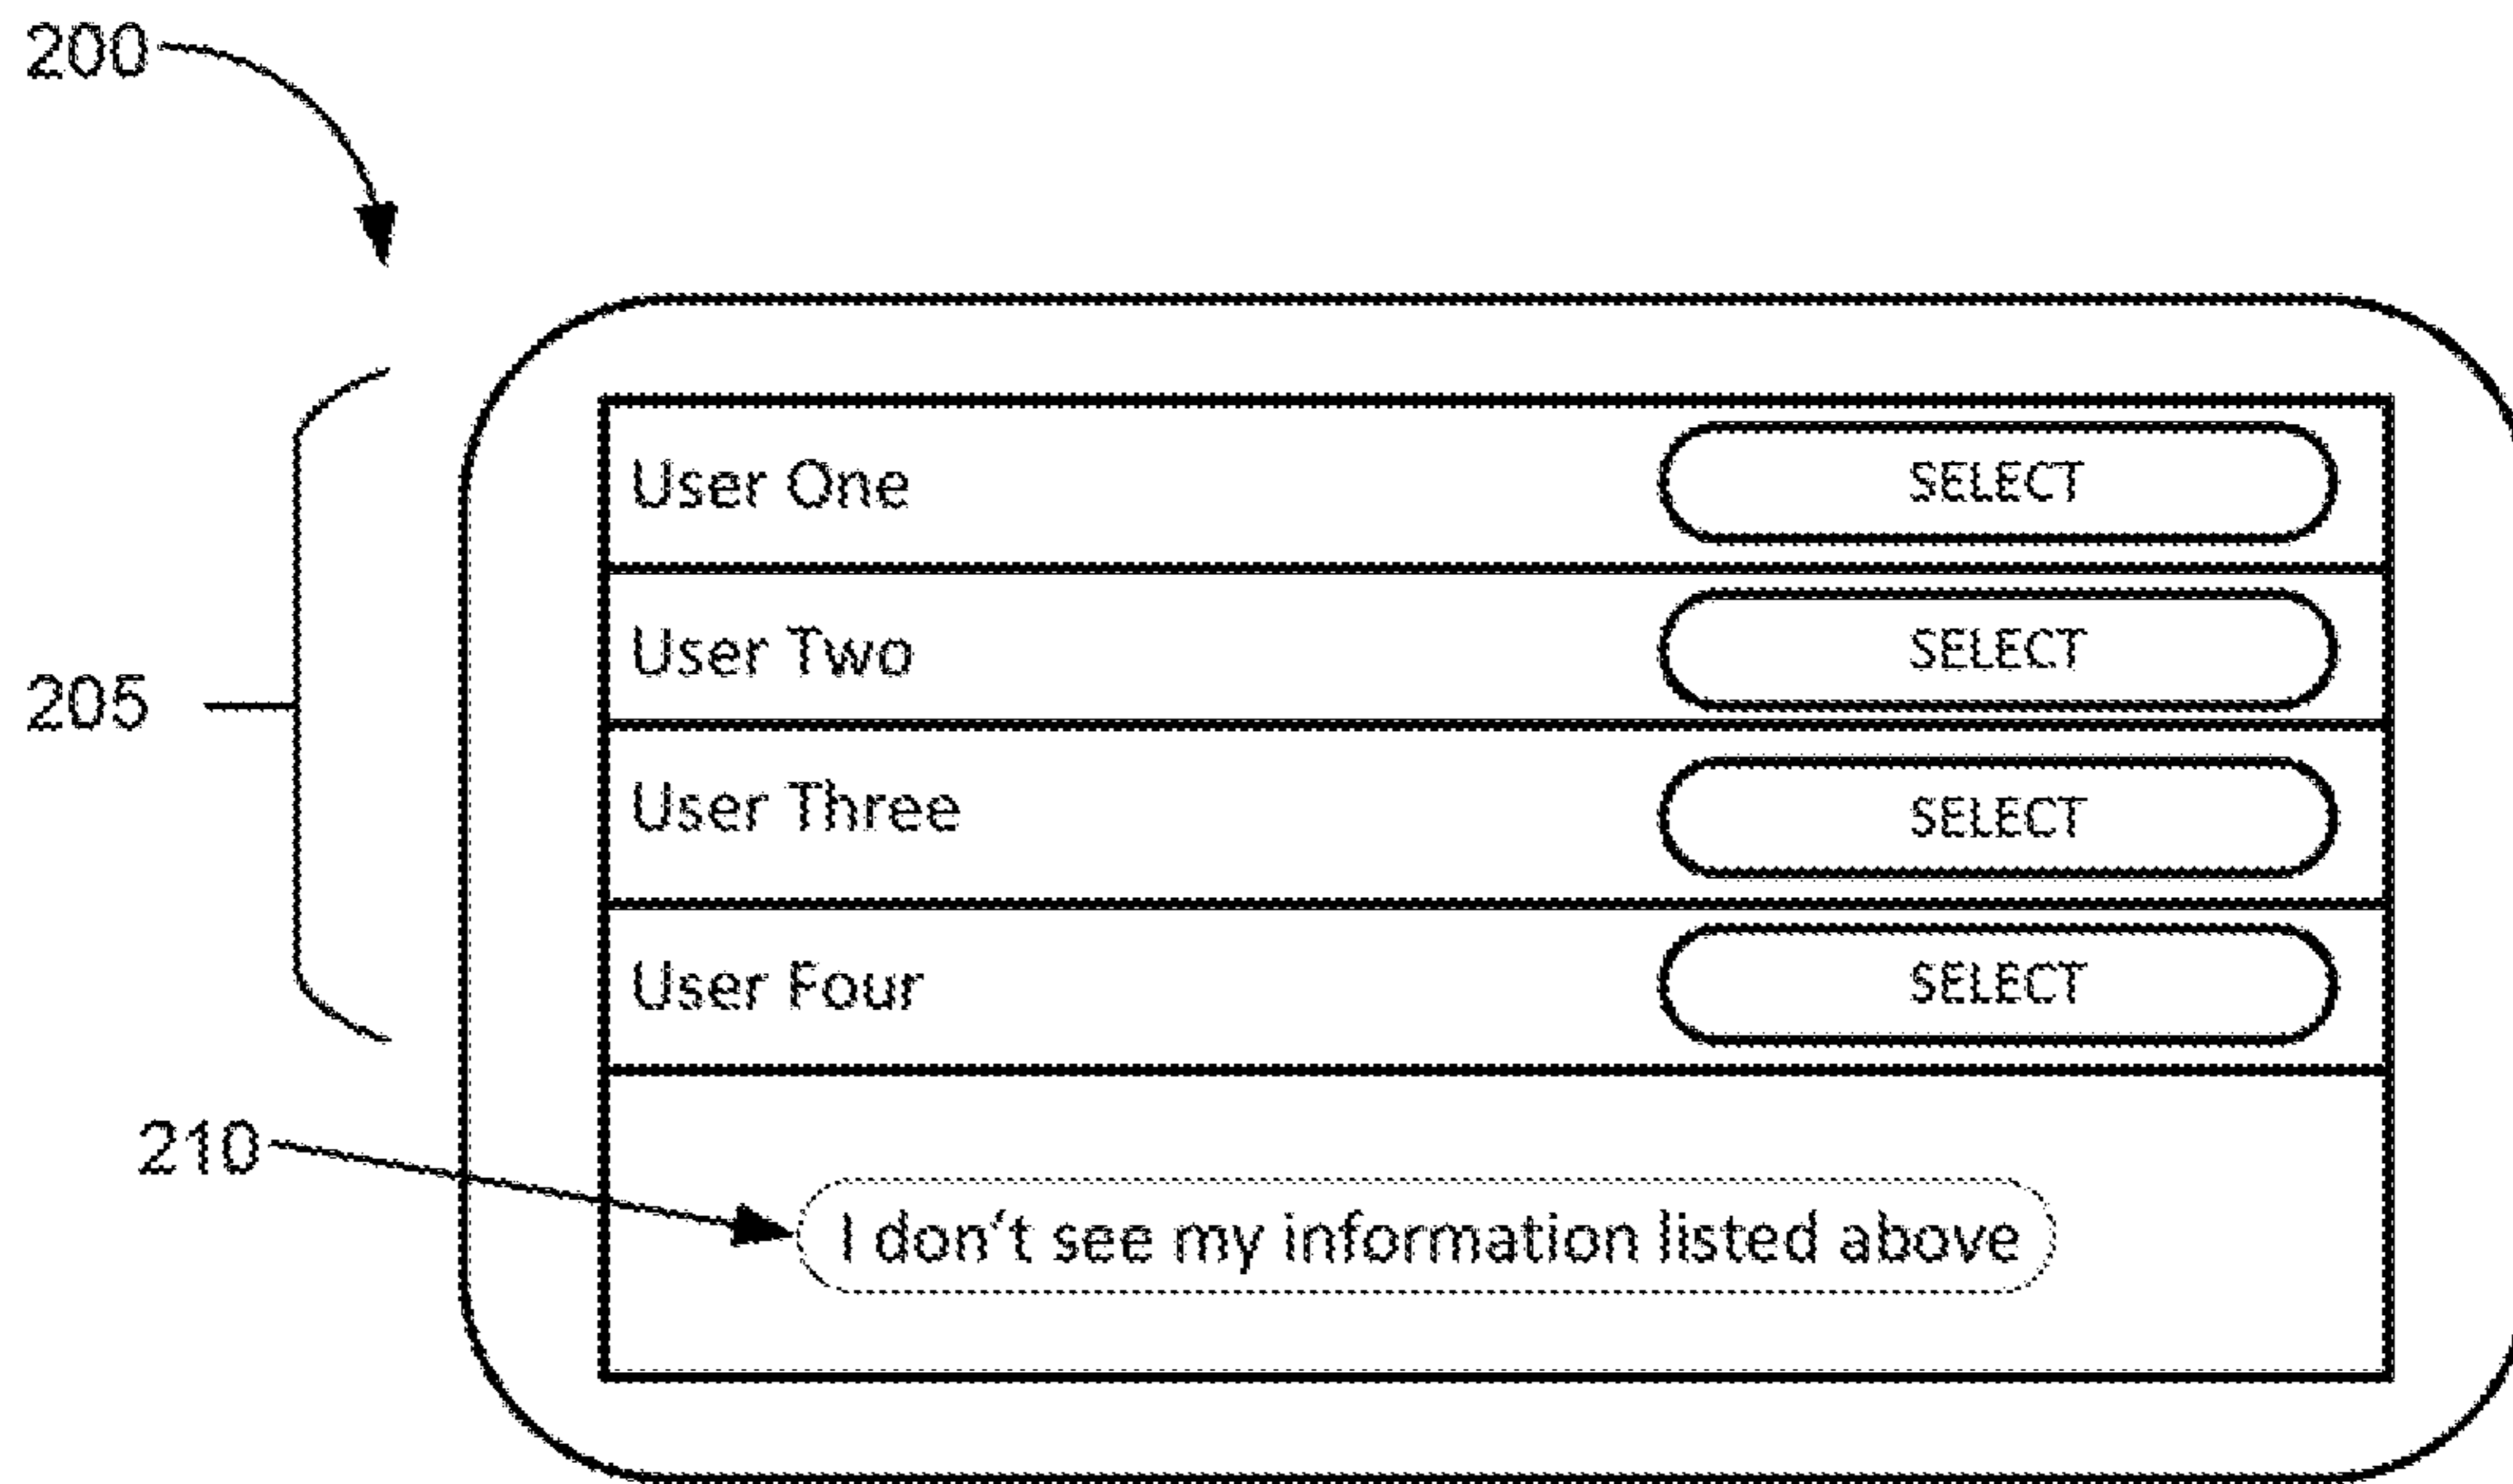 200
User One SELECT
User Two SELECT
205
User Three SELECT
User Four SELECT
210
I don't see my information listed above